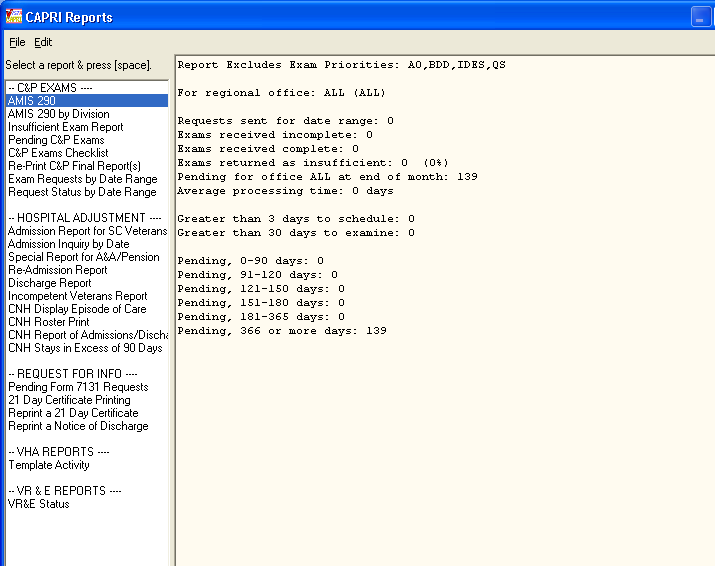 CAPRI Reports
File Edit
Select a report & press [space].
-- C&P EXAMS ----
AMIS 290
AMIS 290 by Division
Insufficient Exam Report
Pending C&P Exams
C&P Exams Checklist
Re-Print C&P Final Report(s)
Exam Requests by Date Range
Request Status by Date Range
-- HOSPITAL ADJUSTMENT ----
Admission Report for SC Veterans
Admission Inquiry by Date
Special Report for A&A/Pension
Re-Admission Report
Discharge Report
Incompetent Veterans Report
CNH Display Episode of Care
CNH Roster Print
CNH Report of Admissions/Discha
CNH Stays in Excess of 90 Days
-- REQUEST FOR INFO ----
Pending Form 7131 Requests
21 Day Certificate Printing
Reprint a 21 Day Certificate
Reprint a Notice of Discharge
-- VHA REPORTS ----
Template Activity
-- VR & E REPORTS ----
VR&E Status
Report Excludes Exam Priorities: AO,BDD,IDES,QS
For regional office: ALL (ALL)
Requests sent for date range: 0
Exams received incomplete: 0
Exams received complete: 0
Exams returned as insufficient: 0 (0%)
Pending for office ALL at end of month: 139
Average processing time: 0 days
Greater than 3 days to schedule: 0
Greater than 30 days to examine: 0
Pending, 0-90 days: 0
Pending, 91-120 days: 0
Pending, 121-150 days: 0
Pending, 151-180 days: 0
Pending, 181-365 days: 0
Pending, 366 or more days: 139